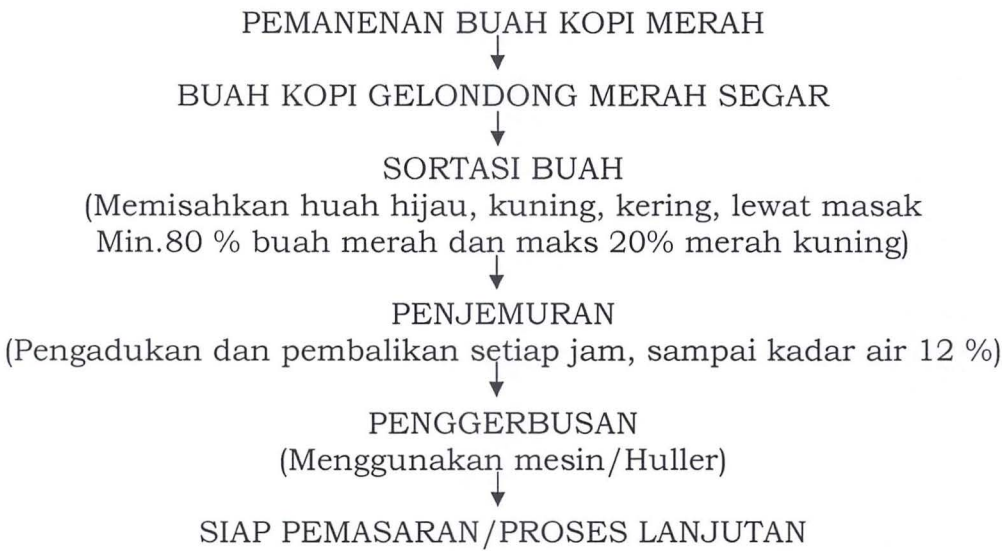 PEMANENAN BUAH KOPI MERAH
BUAH KOPI GELONDONG MERAH SEGAR
SORTASI BUAH
(Memisahkan huah hijau, kuning, kering, lewat masak
Min.80 % buah merah dan maks 20% merah kuning)
PENJEMURAN
(Pengadukan dan pembalikan setiap jam, sampai kadar air 12 %)
PENGGERBUSAN
(Menggunakan mesin/Huller)
SIAP PEMASARAN/PROSES LANJUTAN